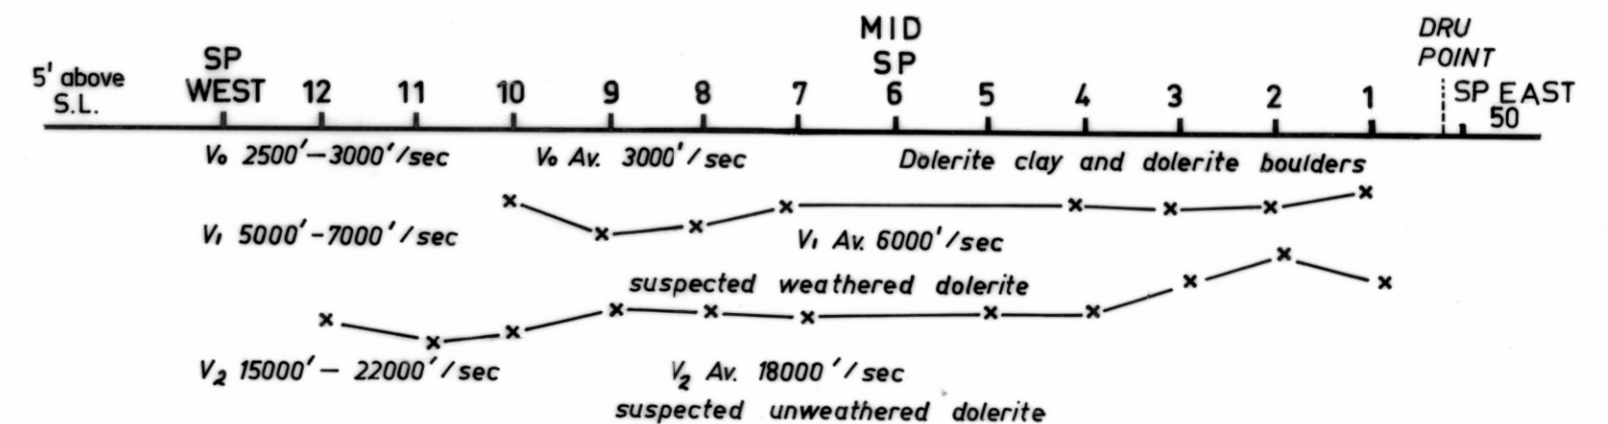 MID
SP
DRU
POINT
SP
WEST
5' above
S.L.
12 11 10 9 8 7 6 5 4 3 2 1
SP EAST
50
V₀ 2500'–3000'/sec V₀ Av. 3000'/sec Dolerite clay and dolerite boulders
V₁ 5000'–7000'/sec V₁ Av. 6000'/sec
suspected weathered dolerite
V₂ 15000'– 22000'/sec V₂ Av. 18000'/sec
suspected unweathered dolerite